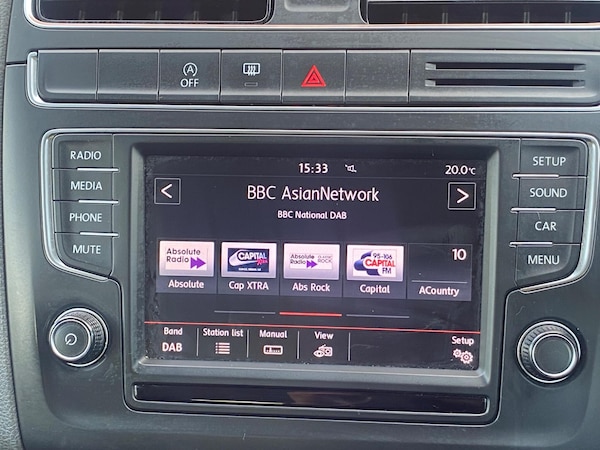 A
OFF
RADIO
MEDIA
PHONE
MUTE
SETUP
SOUND
CAR
MENU
15:33
20.0°C
<
BBC AsianNetwork
>
BBC National DAB
Absolute Radio
CAPITAL XTRA
Absolute Radio CLASSIC ROCK
95-106
CAPITAL FM
10
Absolute
Cap XTRA
Abs Rock
Capital
ACountry
Band
Station list
Manual
View
Setup
DAB